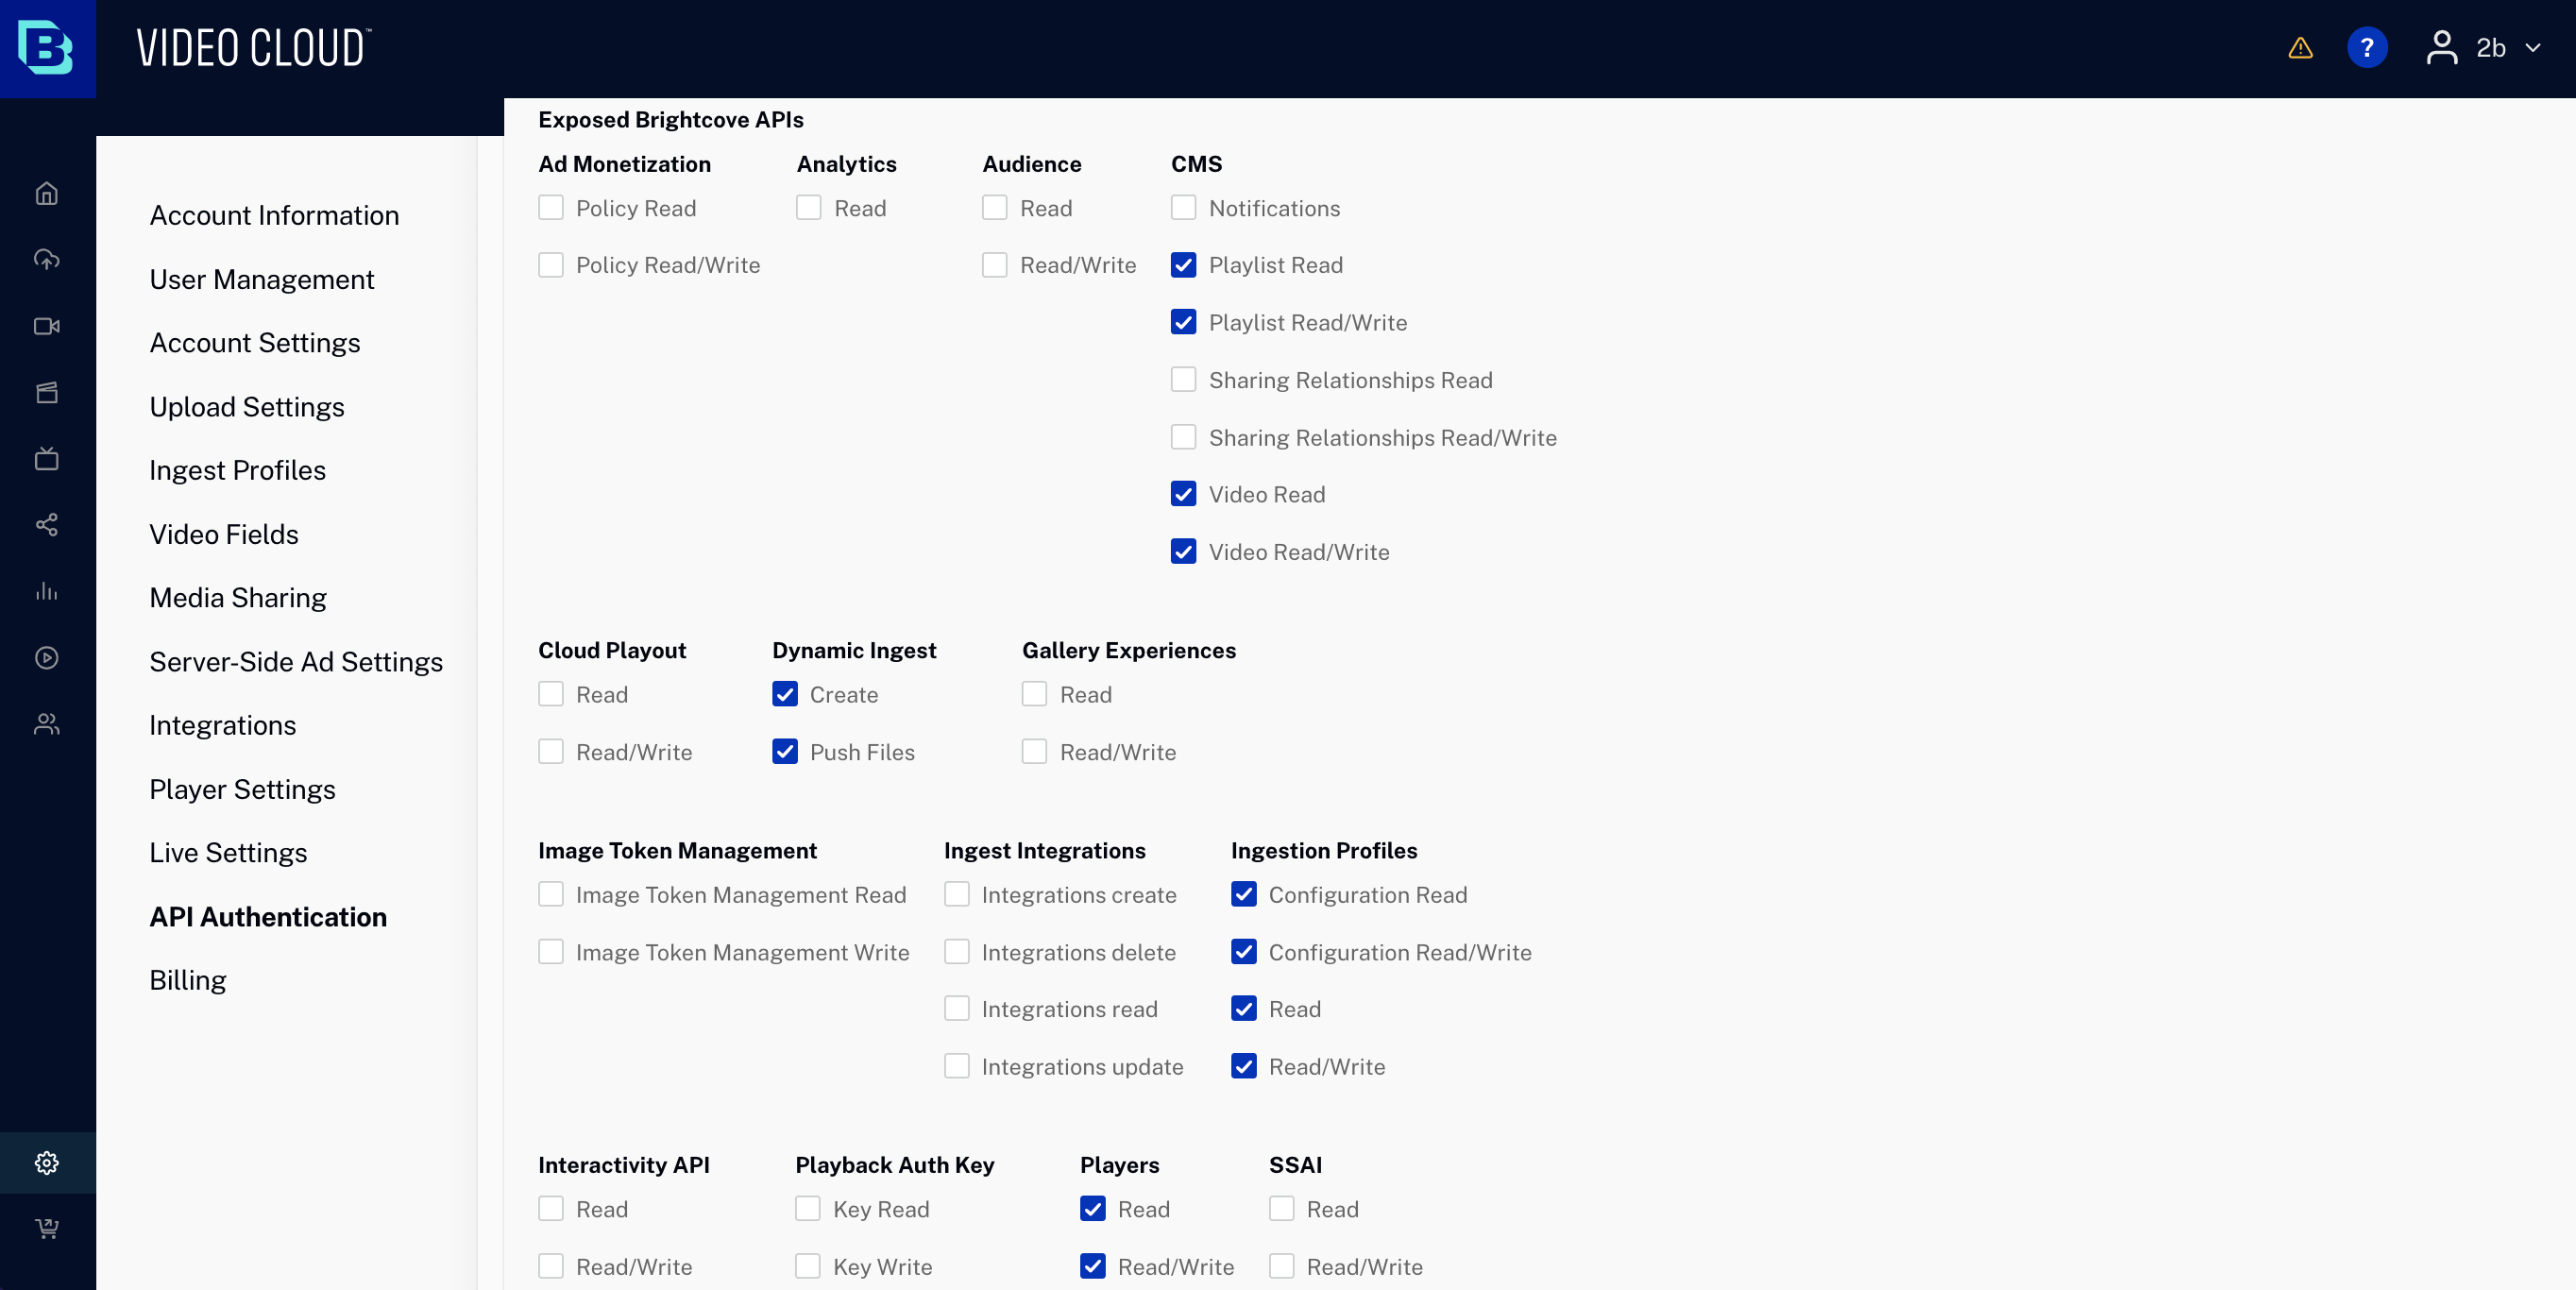 VIDEO CLOUD™
? 2b
Account Information
User Management
Account Settings
Upload Settings
Ingest Profiles
Video Fields
Media Sharing
Server-Side Ad Settings
Integrations
Player Settings
Live Settings
API Authentication
Billing
Exposed Brightcove APIs
Ad Monetization
Policy Read
Policy Read/Write
Analytics
Read
Audience
Read
Read/Write
CMS
Notifications
Playlist Read
Playlist Read/Write
Sharing Relationships Read
Sharing Relationships Read/Write
Video Read
Video Read/Write
Cloud Playout
Read
Read/Write
Dynamic Ingest
Create
Push Files
Gallery Experiences
Read
Read/Write
Image Token Management
Image Token Management Read
Image Token Management Write
Ingest Integrations
Integrations create
Integrations delete
Integrations read
Integrations update
Ingestion Profiles
Configuration Read
Configuration Read/Write
Read
Read/Write
Interactivity API
Read
Read/Write
Playback Auth Key
Key Read
Key Write
Players
Read
Read/Write
SSAI
Read
Read/Write